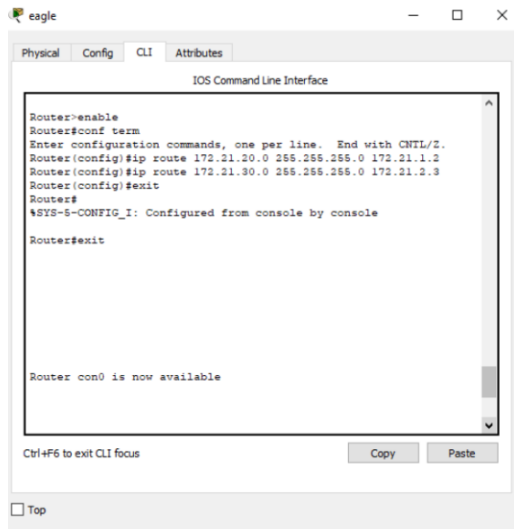 eagle
Physical Config CLI Attributes
IOS Command Line Interface
Router>enable
Router#conf term
Enter configuration commands, one per line.  End with CNTL/Z.
Router(config)#ip route 172.21.20.0 255.255.255.0 172.21.1.2
Router(config)#ip route 172.21.30.0 255.255.255.0 172.21.2.3
Router(config)#exit
Router#
%SYS-5-CONFIG_I: Configured from console by console
Router#exit
Router con0 is now available
Ctrl+F6 to exit CLI focus Copy Paste
Top